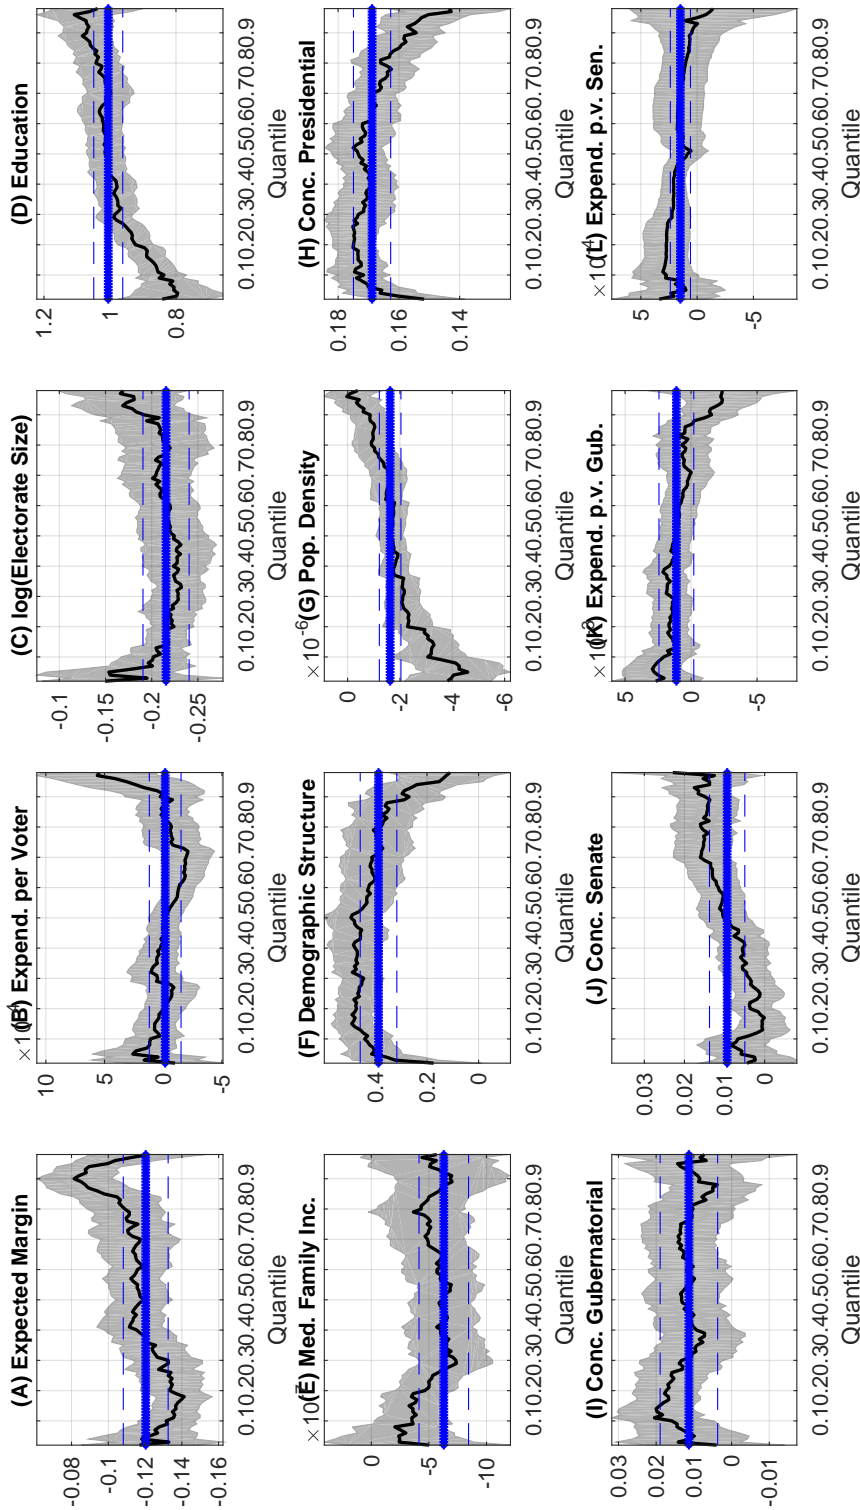 (A) Expected Margin
-0.08
-0.1
-0.12
-0.14
-0.16
0.10.20.30.40.50.60.70.80.9
Quantile
×10
(B) Expend. per Voter
10
5
0
-5
0.10.20.30.40.50.60.70.80.9
Quantile
(C) log(Electorate Size)
-0.1
-0.15
-0.2
-0.25
0.10.20.30.40.50.60.70.80.9
Quantile
(D) Education
1.2
1
0.8
0.10.20.30.40.50.60.70.80.9
Quantile
×10
(E) Med. Family Inc.
0
-5
-10
0.10.20.30.40.50.60.70.80.9
Quantile
(F) Demographic Structure
0.4
0.2
0
0.10.20.30.40.50.60.70.80.9
Quantile
×10⁻⁶
(G) Pop. Density
0
-2
-4
-6
0.10.20.30.40.50.60.70.80.9
Quantile
(H) Conc. Presidential
0.18
0.16
0.14
0.10.20.30.40.50.60.70.80.9
Quantile
(I) Conc. Gubernatorial
0.03
0.02
0.01
0
-0.01
0.10.20.30.40.50.60.70.80.9
Quantile
(J) Conc. Senate
0.03
0.02
0.01
0
0.10.20.30.40.50.60.70.80.9
Quantile
×10
(K) Expend. p.v. Gub.
5
0
-5
0.10.20.30.40.50.60.70.80.9
Quantile
×10⁻⁴
(L) Expend. p.v. Sen.
5
0
-5
0.10.20.30.40.50.60.70.80.9
Quantile